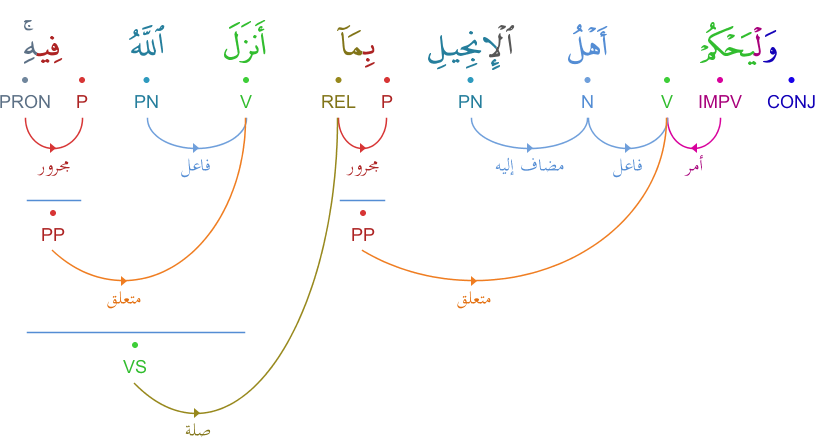 وَلْيَحْكُمْ أَهْلُ ٱلْإِنجِيلِ بِمَآ أَنزَلَ ٱللَّهُ فِيهِ ۚ
CONJ IMPV V N PN P REL V PN P PRON
أمر فاعل مضاف إليه مجرور فاعل مجرور
PP PP
متعلق متعلق
VS
صلة